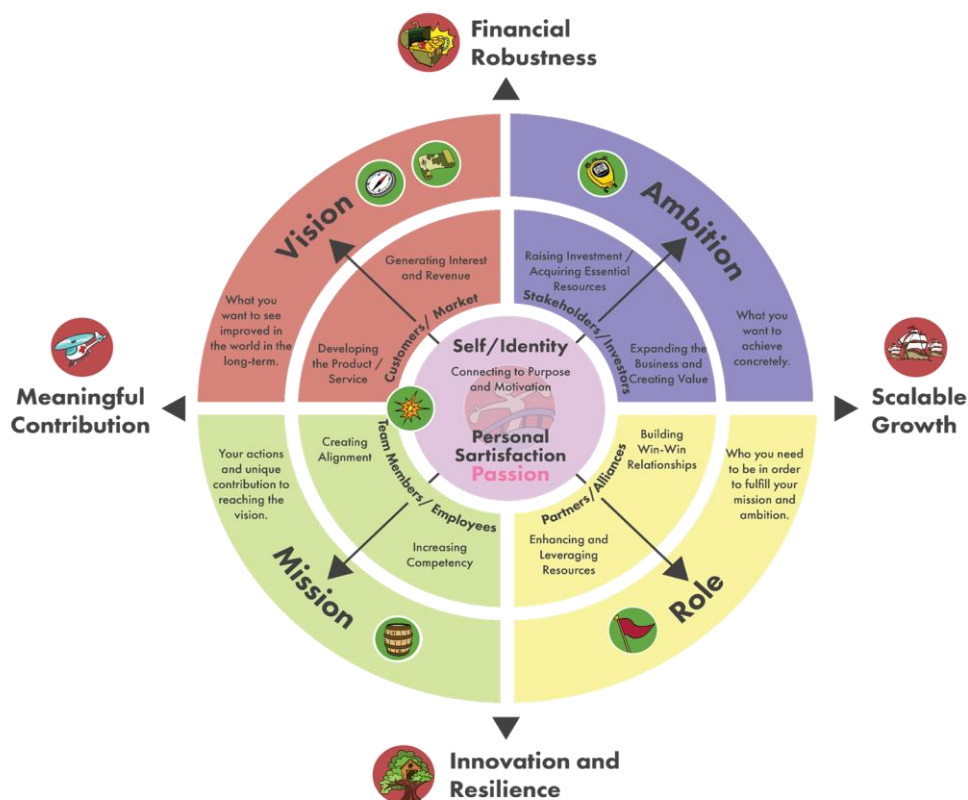 Financial
Robustness
Vision
Ambition
Generating Interest
and Revenue
Raising Investment /
Acquiring Essential
Resources
What you
want to see
improved in
the world in the
long-term.
Developing
the Product /
Service
Customers/ Market
Stakeholders/Investors
Expanding the
Business and
Creating Value
What you
want to
achieve
concretely.
Self/Identity
Connecting to Purpose
and Motivation
Meaningful
Contribution
Scalable
Growth
Personal
Sartisfaction
Passion
Your actions
and unique
contribution to
reaching the
vision.
Creating
Alignment
Team Members/ Employees
Increasing
Competency
Partners/Alliances
Building
Win-Win
Relationships
Enhancing and
Leveraging
Resources
Who you need
to be in order
to fulfill your
mission and
ambition.
Mission
Role
Innovation and
Resilience